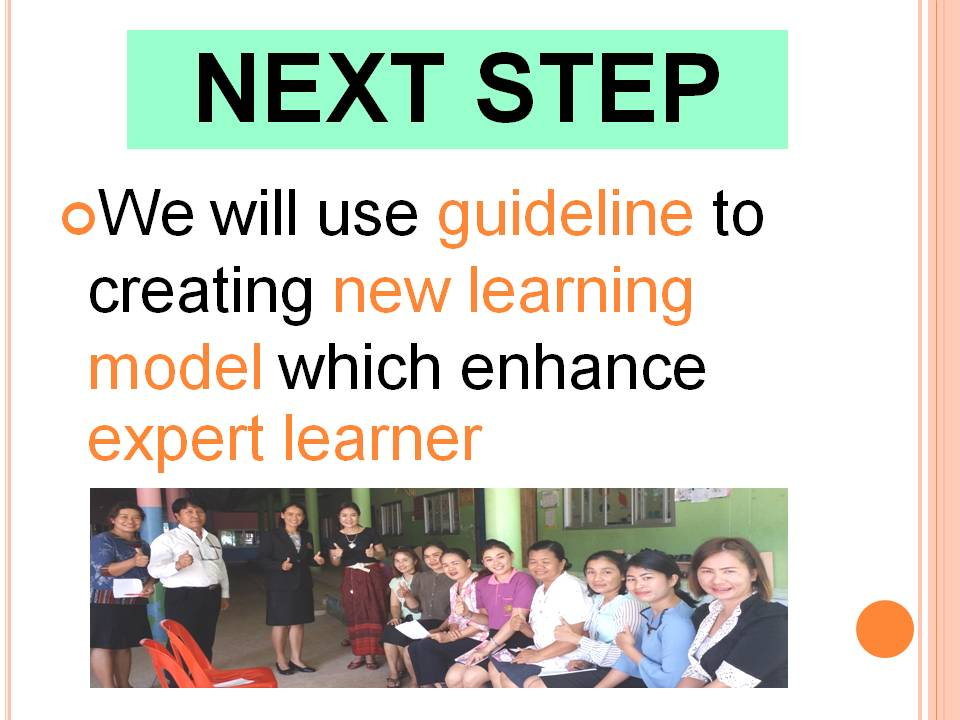 NEXT STEP
We will use guideline to
creating new learning
model which enhance
expert learner